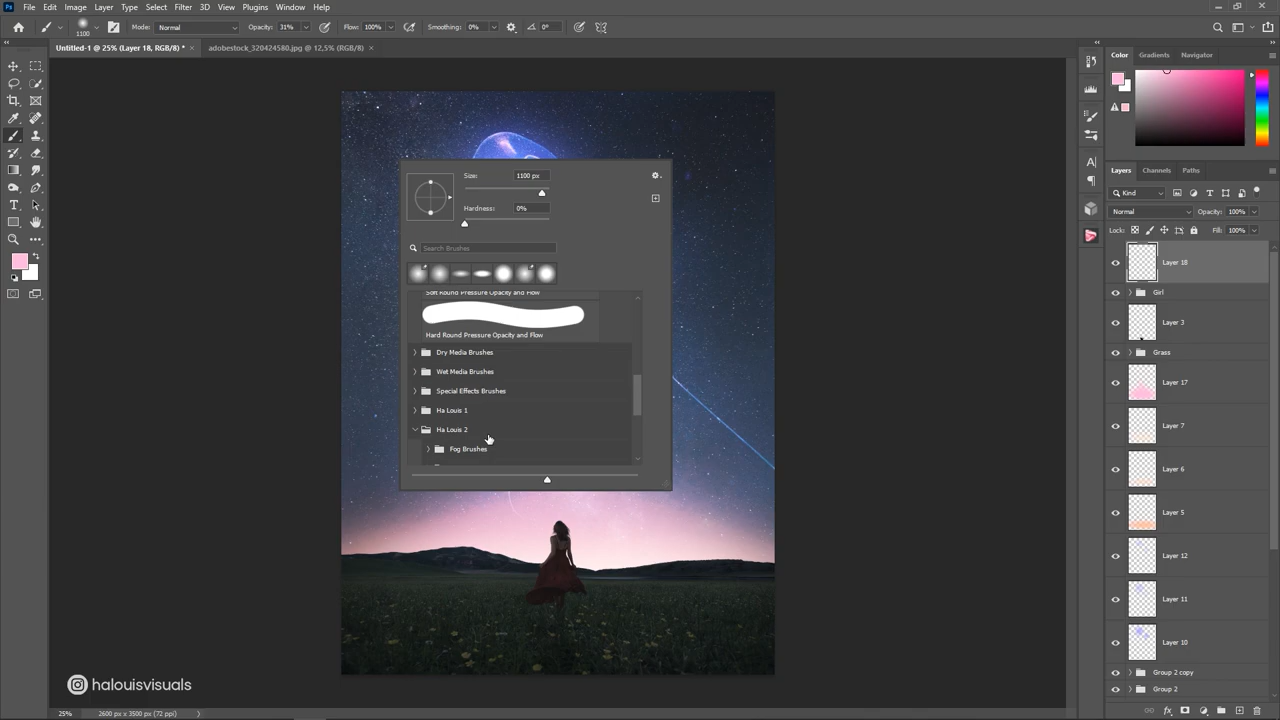 Ps File Edit Image Layer Type Select Filter 3D View Plugins Window Help
1100 Mode: Normal Opacity: 31% Flow: 100% Smoothing: 0% 0°
Untitled-1 @ 25% (Layer 18, RGB/8) * × adobestock_320424580.jpg @ 12,5% (RGB/8) ×
Size: 1100 px
Hardness: 0%
Search Brushes
Soft Round Pressure Opacity and Flow
Hard Round Pressure Opacity and Flow
Dry Media Brushes
Wet Media Brushes
Special Effects Brushes
Ha Louis 1
Ha Louis 2
Fog Brushes
halouisvisuals
25% 2600 px x 3500 px (72 ppi)
Color Gradients Navigator
Layers Channels Paths
Kind
Normal Opacity: 100%
Lock: Fill: 100%
Layer 18
Girl
Layer 3
Grass
Layer 17
Layer 7
Layer 6
Layer 5
Layer 12
Layer 11
Layer 10
Group 2 copy
Group 2